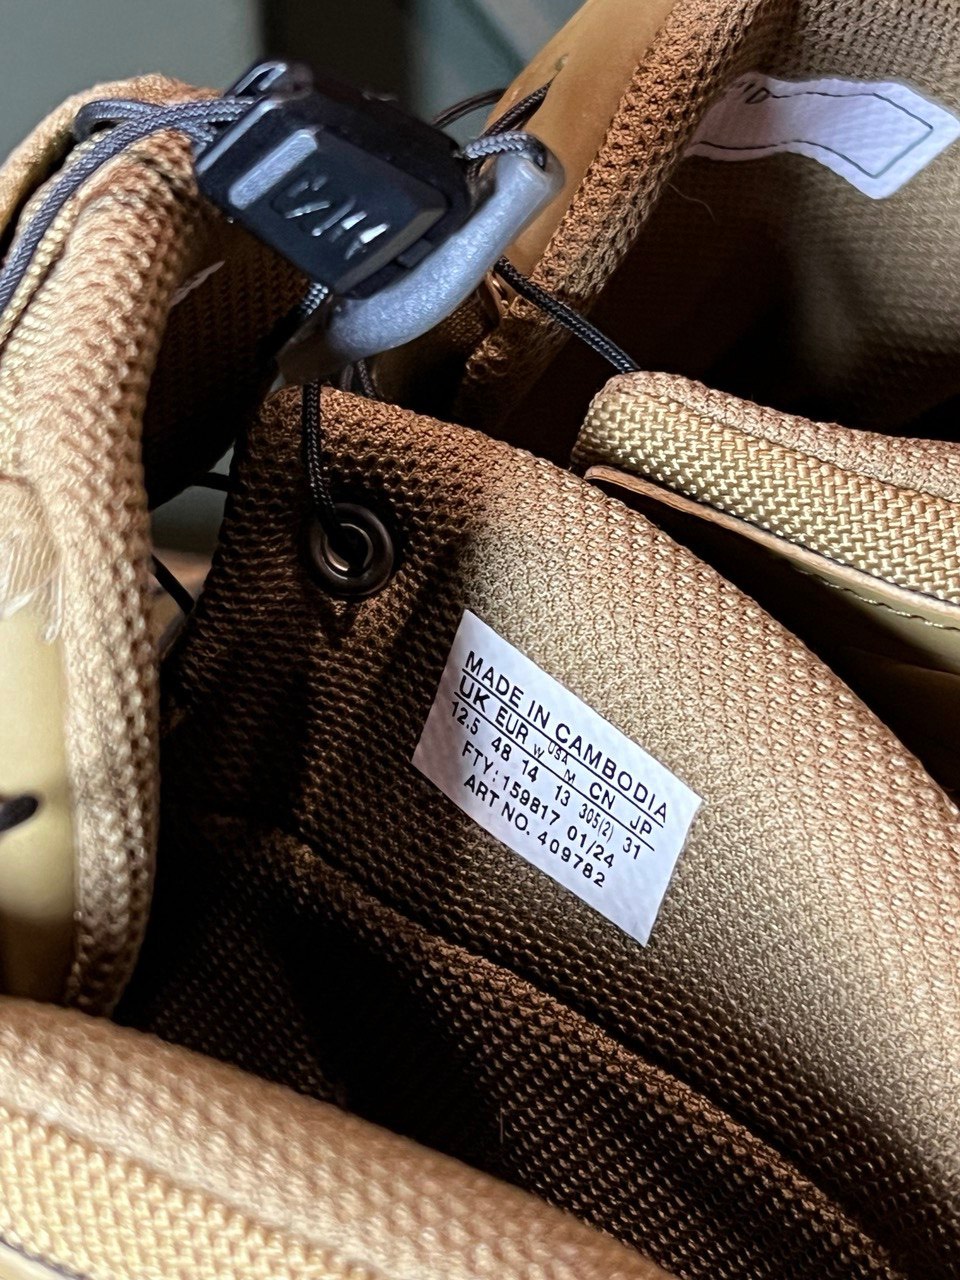 MADE IN CAMBODIA
UK EUR USA CN JP
W M
12.5 48 14 13 305(2) 31
FTY: 159817 01/24
ART NO. 409782